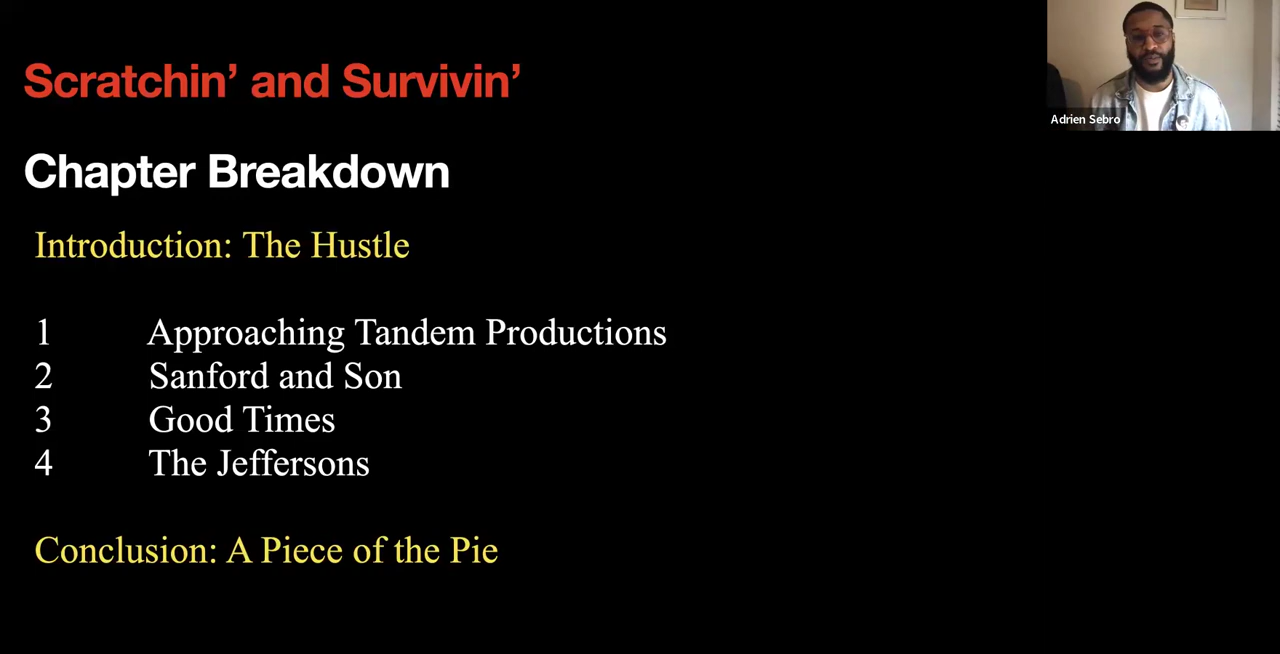 Scratchin’ and Survivin’
Adrien Sebro
Chapter Breakdown
Introduction: The Hustle
1 Approaching Tandem Productions
2 Sanford and Son
3 Good Times
4 The Jeffersons
Conclusion: A Piece of the Pie